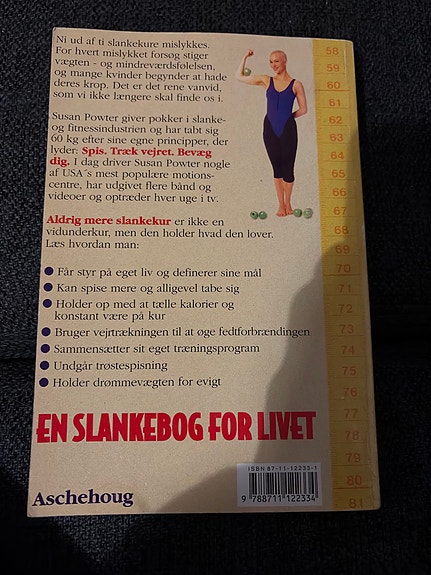 Ni ud af ti slankekure mislykkes.
For hvert mislykket forsøg stiger
vægten - og mindreværdsfølelsen,
og mange kvinder begynder at hade
deres krop. Det er det rene vanvid,
som vi ikke længere skal finde os i.
Susan Powter giver pokker i slanke-
og fitnessindustrien og har tabt sig
60 kg efter sine egne principper, der
lyder: Spis. Træk vejret. Bevæg
dig. I dag driver Susan Powter nogle
af USA´s mest populære motions-
centre, har udgivet flere bånd og
videoer og optræder hver uge i tv.
Aldrig mere slankekur er ikke en
vidunderkur, men den holder hvad den lover.
Læs hvordan man:
Får styr på eget liv og definerer sine mål
Kan spise mere og alligevel tabe sig
Holder op med at tælle kalorier og
konstant være på kur
Bruger vejrtrækningen til at øge fedtforbrændingen
Sammensætter sit eget træningsprogram
Undgår trøstespisning
Holder drømmevægten for evigt
EN SLANKEBOG FOR LIVET
Aschehoug
ISBN 87-11-12233-1
9 788711 122334
58
59
60
61
62
63
64
65
66
67
68
69
70
71
72
73
74
75
76
77
78
79
80
81